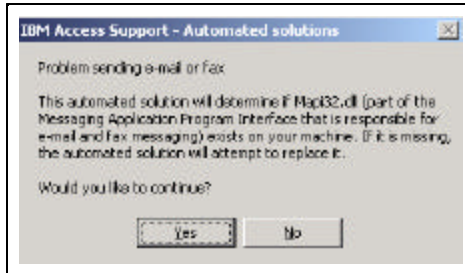 IBM Access Support - Automated solutions
Problem sending e-mail or fax
This automated solution will determine if Mapi32.dll (part of the
Messaging Application Program Interface that is responsible for
e-mail and fax messaging) exists on your machine. If it is missing,
the automated solution will attempt to replace it.
Would you like to continue?
Yes
No